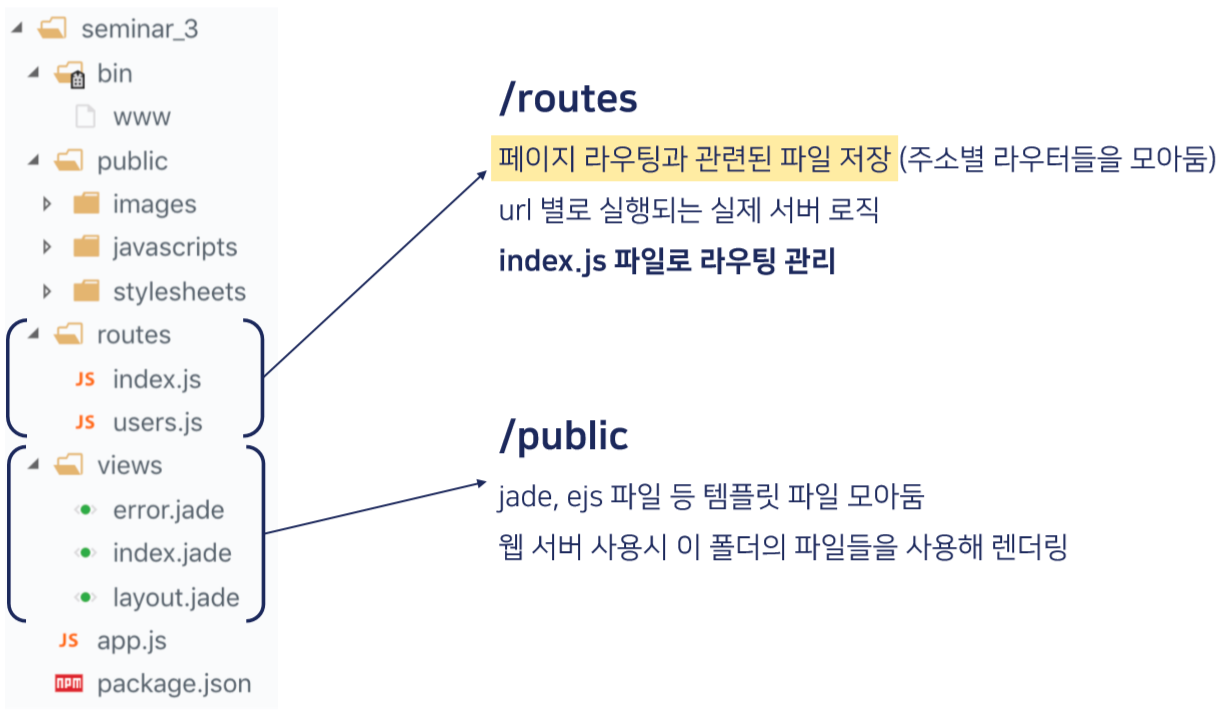 seminar_3
bin
www
public
images
javascripts
stylesheets
routes
JS index.js
JS users.js
views
error.jade
index.jade
layout.jade
JS app.js
npm package.json
/routes
페이지 라우팅과 관련된 파일 저장 (주소별 라우터들을 모아둠)
url 별로 실행되는 실제 서버 로직
index.js 파일로 라우팅 관리
/public
jade, ejs 파일 등 템플릿 파일 모아둠
웹 서버 사용시 이 폴더의 파일들을 사용해 렌더링